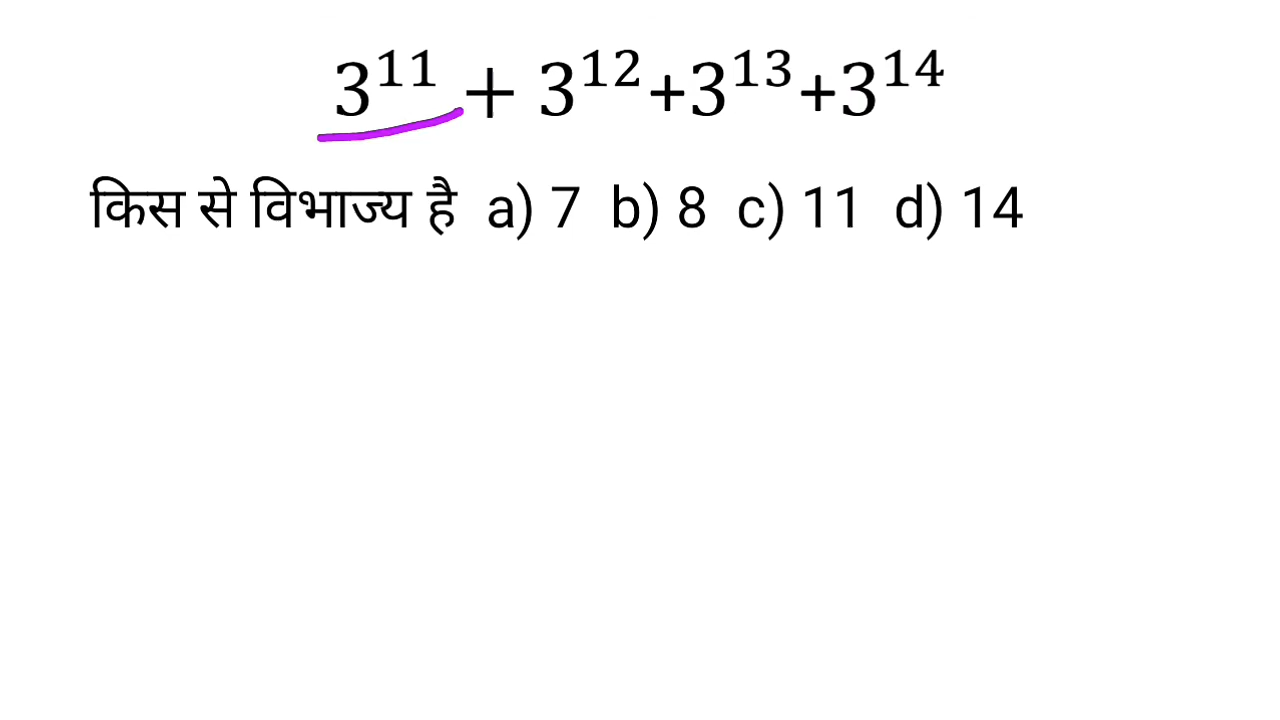 3¹¹ + 3¹²+3¹³+3¹⁴
किस से विभाज्य है a) 7 b) 8 c) 11 d) 14